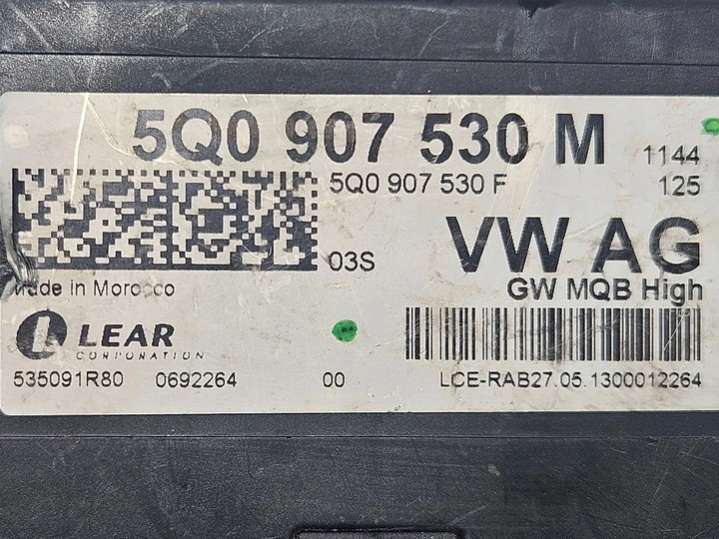 5Q0 907 530 M 1144
5Q0 907 530 F 125
03S VW AG
Made in Morocco GW MQB High
LEAR
CORPORATION
535091R80 0692264 00 LCE-RAB27.05.1300012264